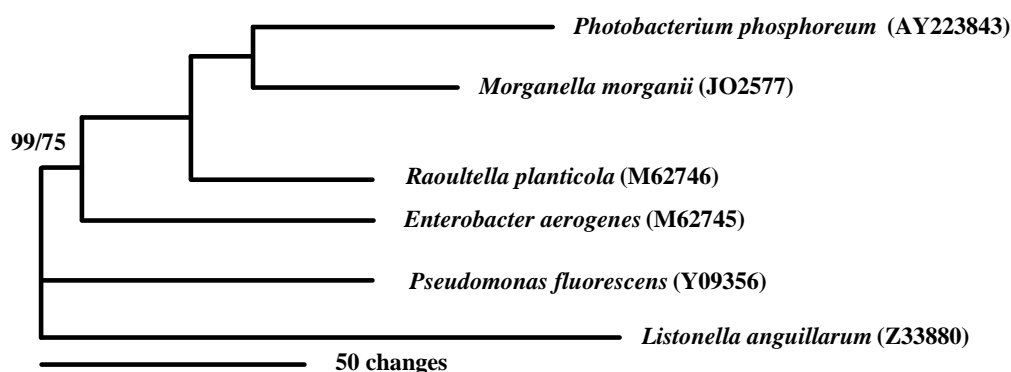 Photobacterium phosphoreum (AY223843)
Morganella morganii (JO2577)
99/75
Raoultella planticola (M62746)
Enterobacter aerogenes (M62745)
Pseudomonas fluorescens (Y09356)
Listonella anguillarum (Z33880)
50 changes